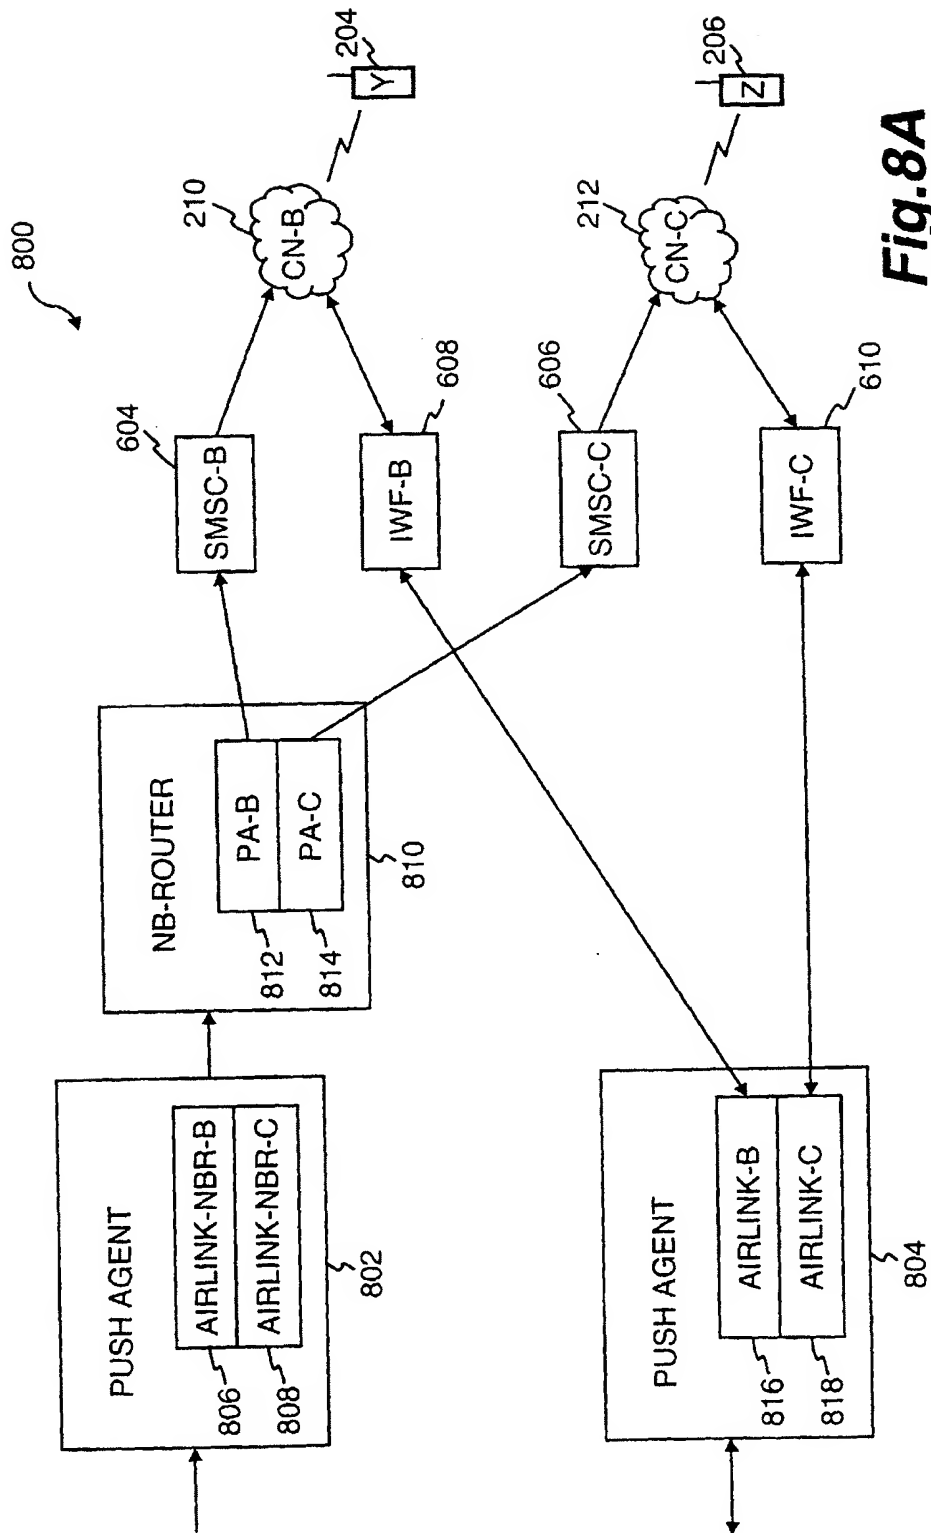 800
PUSH AGENT
AIRLINK-NBR-B
AIRLINK-NBR-C
806
808
802
NB-ROUTER
PA-B
PA-C
812
814
810
604
SMSC-B
IWF-B
608
210
CN-B
204
Y
PUSH AGENT
AIRLINK-B
AIRLINK-C
816
818
804
606
SMSC-C
IWF-C
610
212
CN-C
206
Z
Fig.8A